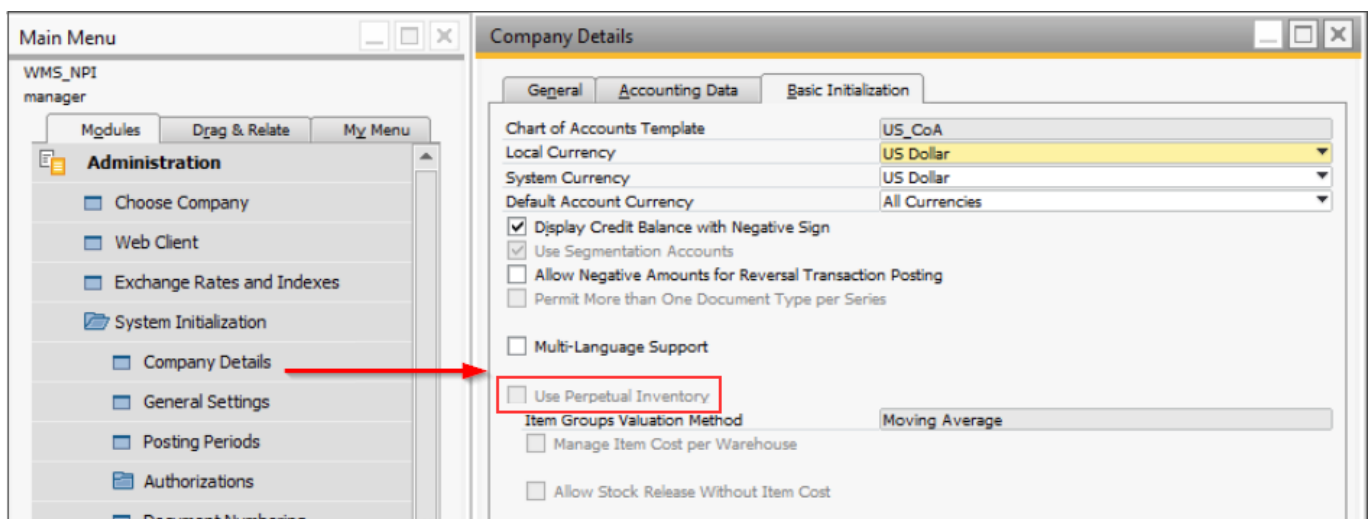 Main Menu
WMS_NPI
manager
Modules Drag & Relate My Menu
Administration
Choose Company
Web Client
Exchange Rates and Indexes
System Initialization
Company Details
General Settings
Posting Periods
Authorizations
Document Numbering
Company Details
General Accounting Data Basic Initialization
Chart of Accounts Template US_CoA
Local Currency US Dollar
System Currency US Dollar
Default Account Currency All Currencies
Display Credit Balance with Negative Sign
Use Segmentation Accounts
Allow Negative Amounts for Reversal Transaction Posting
Permit More than One Document Type per Series
Multi-Language Support
Use Perpetual Inventory
Item Groups Valuation Method Moving Average
Manage Item Cost per Warehouse
Allow Stock Release Without Item Cost